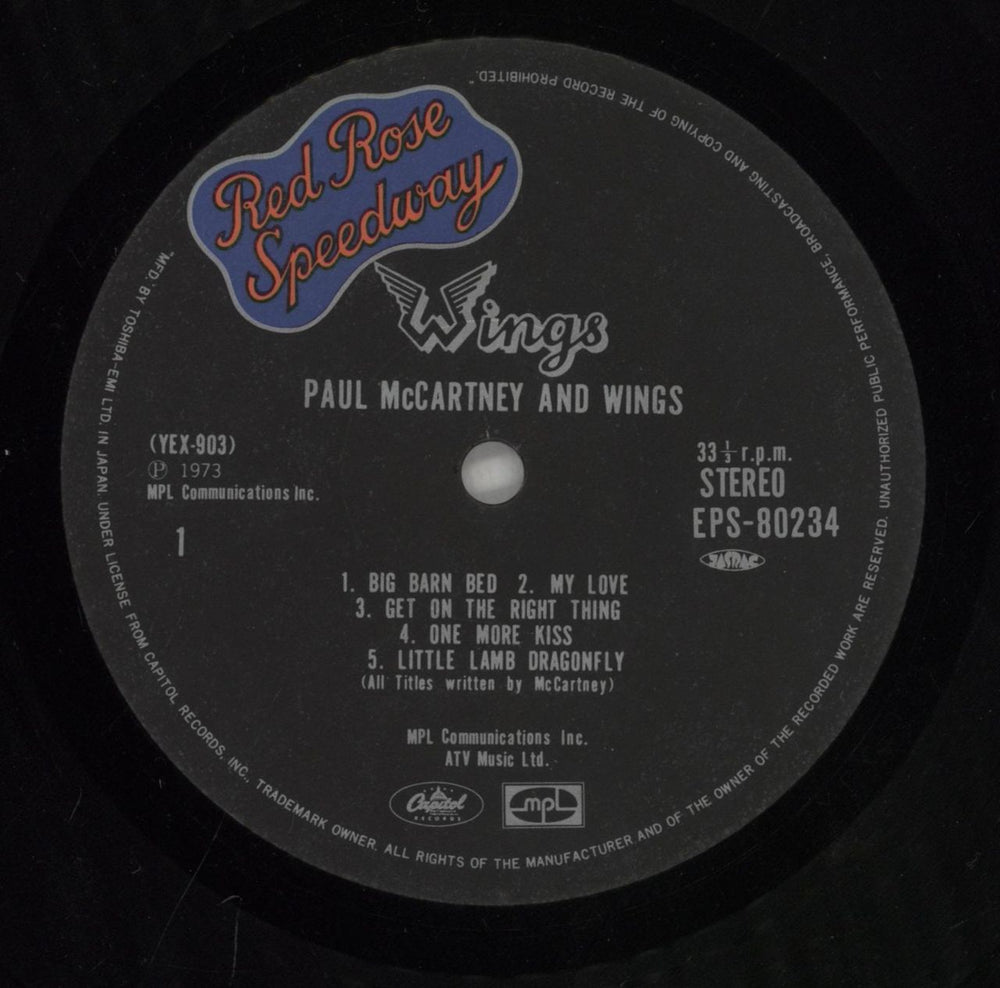 Red Rose
Speedway
Wings
PAUL McCARTNEY AND WINGS
(YEX-903)
Ⓟ 1973
MPL Communications Inc.
1
33⅓ r.p.m.
STEREO
EPS-80234
JASRAC
1. BIG BARN BED 2. MY LOVE
3. GET ON THE RIGHT THING
4. ONE MORE KISS
5. LITTLE LAMB DRAGONFLY
(All Titles written by McCartney)
MPL Communications Inc.
ATV Music Ltd.
Capitol
RECORDS
mpl
"MFD. BY TOSHIBA-EMI LTD. IN JAPAN. UNDER LICENSE FROM CAPITOL RECORDS, INC., TRADEMARK OWNER. ALL RIGHTS OF THE MANUFACTURER AND OF THE OWNER OF THE RECORDED WORK ARE RESERVED. UNAUTHORIZED PUBLIC PERFORMANCE, BROADCASTING AND COPYING OF THE RECORD PROHIBITED."